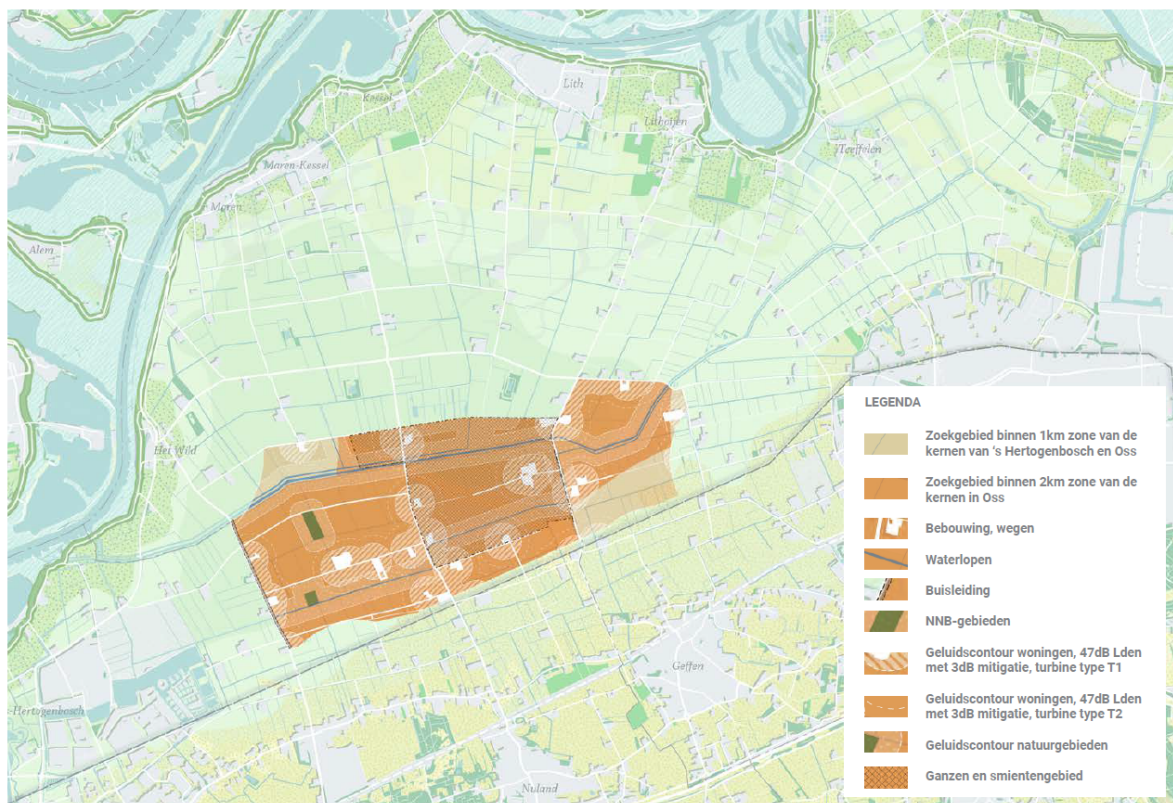 Lith
Kessel
Lithoijen
Teeffelen
Maren-Kessel
Maren
Alem
Het Wild
Geffen
Nuland
s-Hertogenbosch
LEGENDA
Zoekgebied binnen 1km zone van de
kernen van 's Hertogenbosch en Oss
Zoekgebied binnen 2km zone van de
kernen in Oss
Bebouwing, wegen
Waterlopen
Buisleiding
NNB-gebieden
Geluidscontour woningen, 47dB Lden
met 3dB mitigatie, turbine type T1
Geluidscontour woningen, 47dB Lden
met 3dB mitigatie, turbine type T2
Geluidscontour natuurgebieden
Ganzen en smientengebied